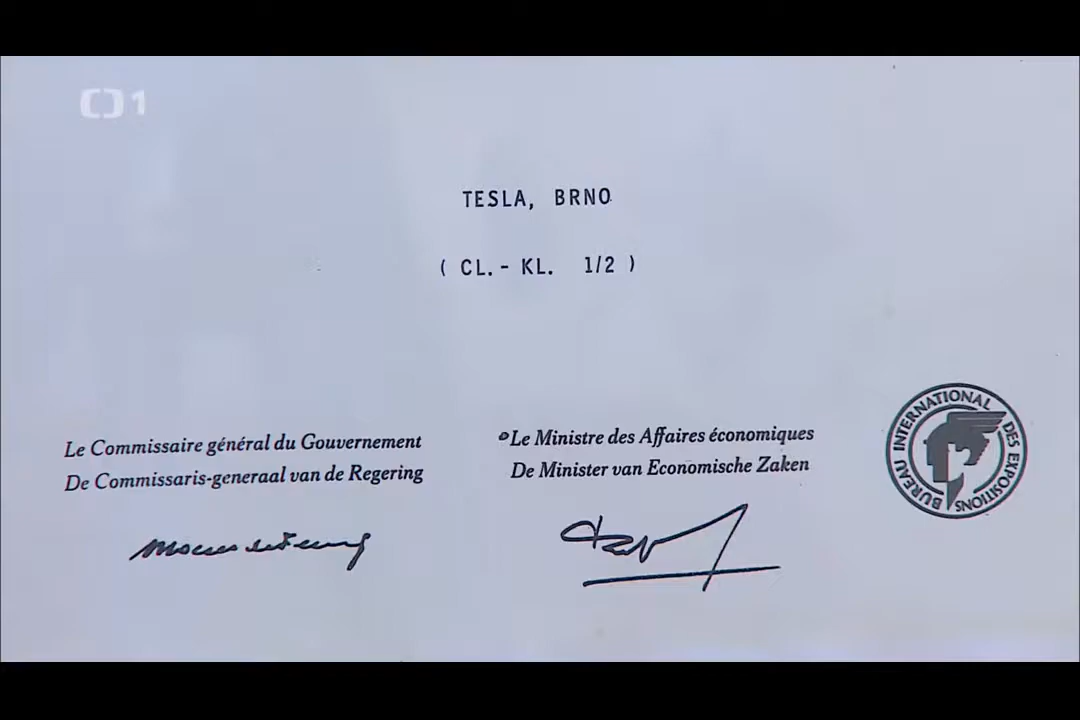 1
TESLA, BRNO
( CL. - KL. 1/2 )
Le Commissaire général du Gouvernement
De Commissaris-generaal van de Regering
Le Ministre des Affaires économiques
De Minister van Economische Zaken
BUREAU INTERNATIONAL DES EXPOSITIONS